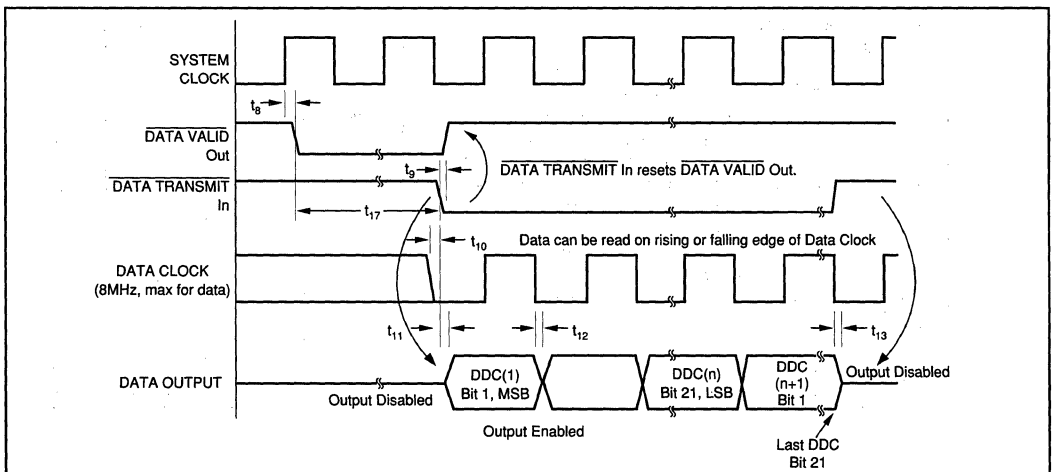 SYSTEM
CLOCK
t8
DATA VALID
Out
t9
DATA TRANSMIT In resets DATA VALID Out.
DATA TRANSMIT
In
t17
t10
Data can be read on rising or falling edge of Data Clock
DATA CLOCK
(8MHz, max for data)
t11
t12
t13
DATA OUTPUT
Output Disabled
DDC(1)
Bit 1, MSB
DDC(n)
Bit 21, LSB
DDC
(n+1)
Bit 1
Output Disabled
Output Enabled
Last DDC
Bit 21